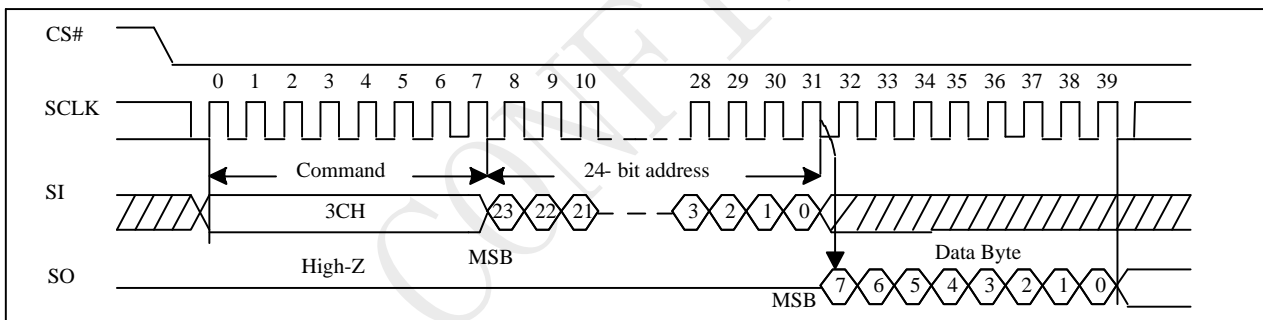 CS#
0 1 2 3 4 5 6 7 8 9 10 28 29 30 31 32 33 34 35 36 37 38 39
SCLK
Command 24- bit address
SI
3CH 23 22 21 3 2 1 0
High-Z MSB Data Byte
SO
MSB 7 6 5 4 3 2 1 0